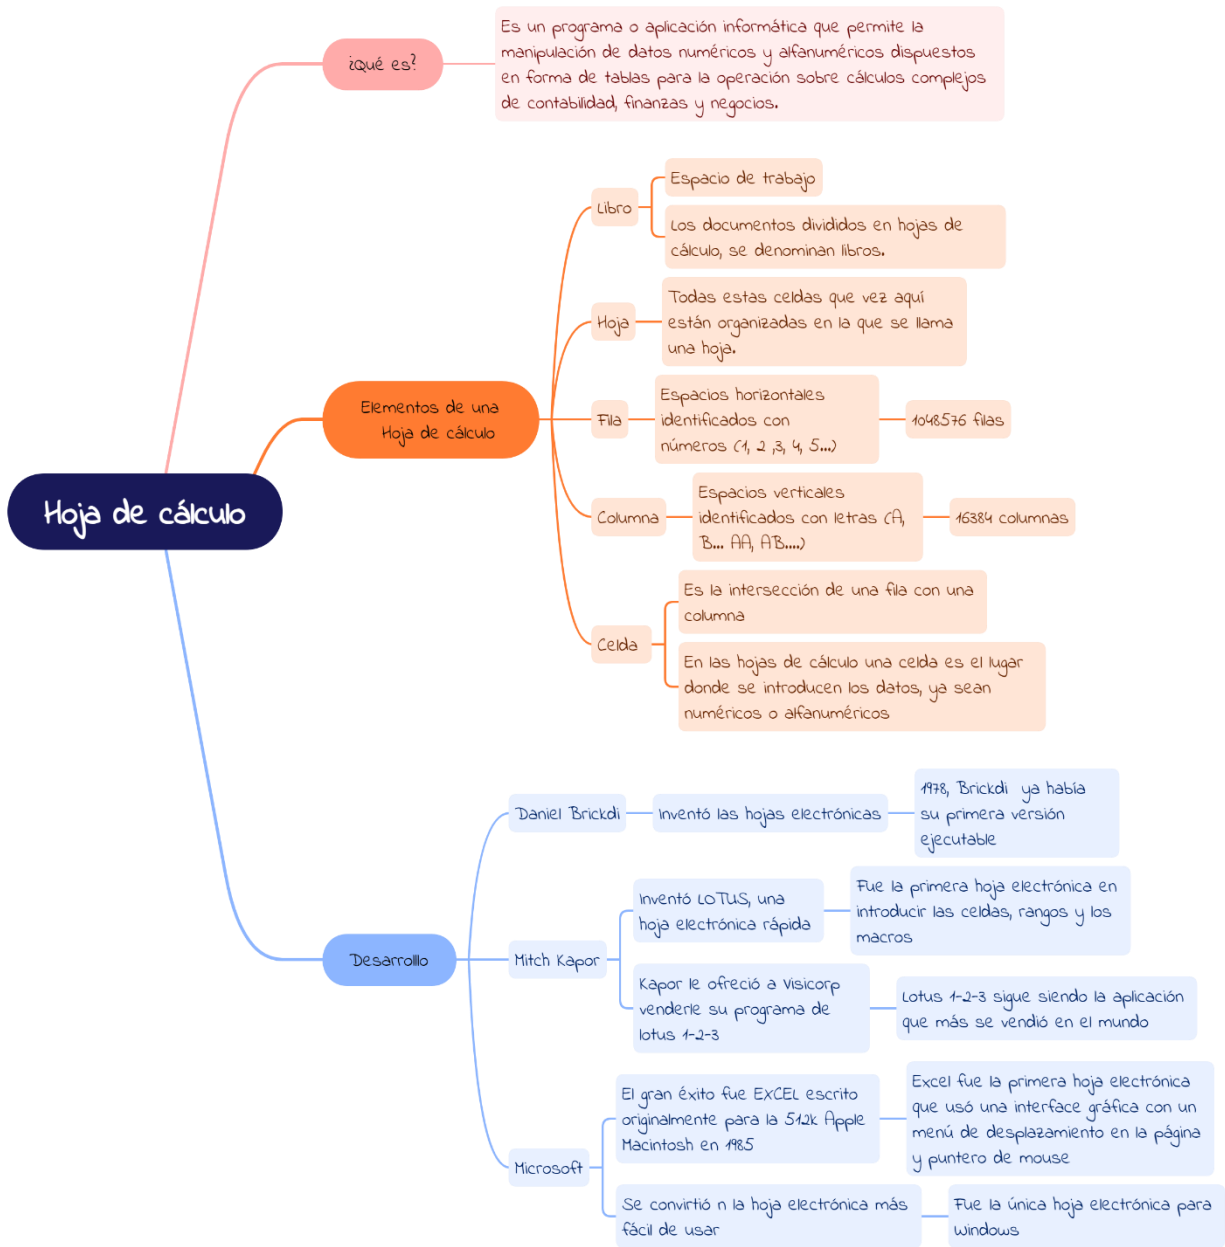 Hoja de cálculo
¿Qué es?
Es un programa o aplicación informática que permite la
manipulación de datos numéricos y alfanuméricos dispuestos
en forma de tablas para la operación sobre cálculos complejos
de contabilidad, finanzas y negocios.
Elementos de una
Hoja de cálculo
Libro
Espacio de trabajo
Los documentos divididos en hojas de
cálculo, se denominan libros.
Hoja
Todas estas celdas que vez aquí
están organizadas en la que se llama
una hoja.
Fila
Espacios horizontales
identificados con
números (1, 2 ,3, 4, 5...)
1048576 filas
Columna
Espacios verticales
identificados con letras (A,
B... AA, AB....)
16384 columnas
Celda
Es la intersección de una fila con una
columna
En las hojas de cálculo una celda es el lugar
donde se introducen los datos, ya sean
numéricos o alfanuméricos
Desarrolllo
Daniel Brickdi
Inventó las hojas electrónicas
1978, Brickdi ya había
su primera versión
ejecutable
Mitch Kapor
Inventó LOTUS, una
hoja electrónica rápida
Fue la primera hoja electrónica en
introducir las celdas, rangos y los
macros
Kapor le ofreció a Visicorp
venderle su programa de
lotus 1-2-3
Lotus 1-2-3 sigue siendo la aplicación
que más se vendió en el mundo
Microsoft
El gran éxito fue EXCEL escrito
originalmente para la 512k Apple
Macintosh en 1985
Excel fue la primera hoja electrónica
que usó una interface gráfica con un
menú de desplazamiento en la página
y puntero de mouse
Se convirtió n la hoja electrónica más
fácil de usar
Fue la única hoja electrónica para
windows